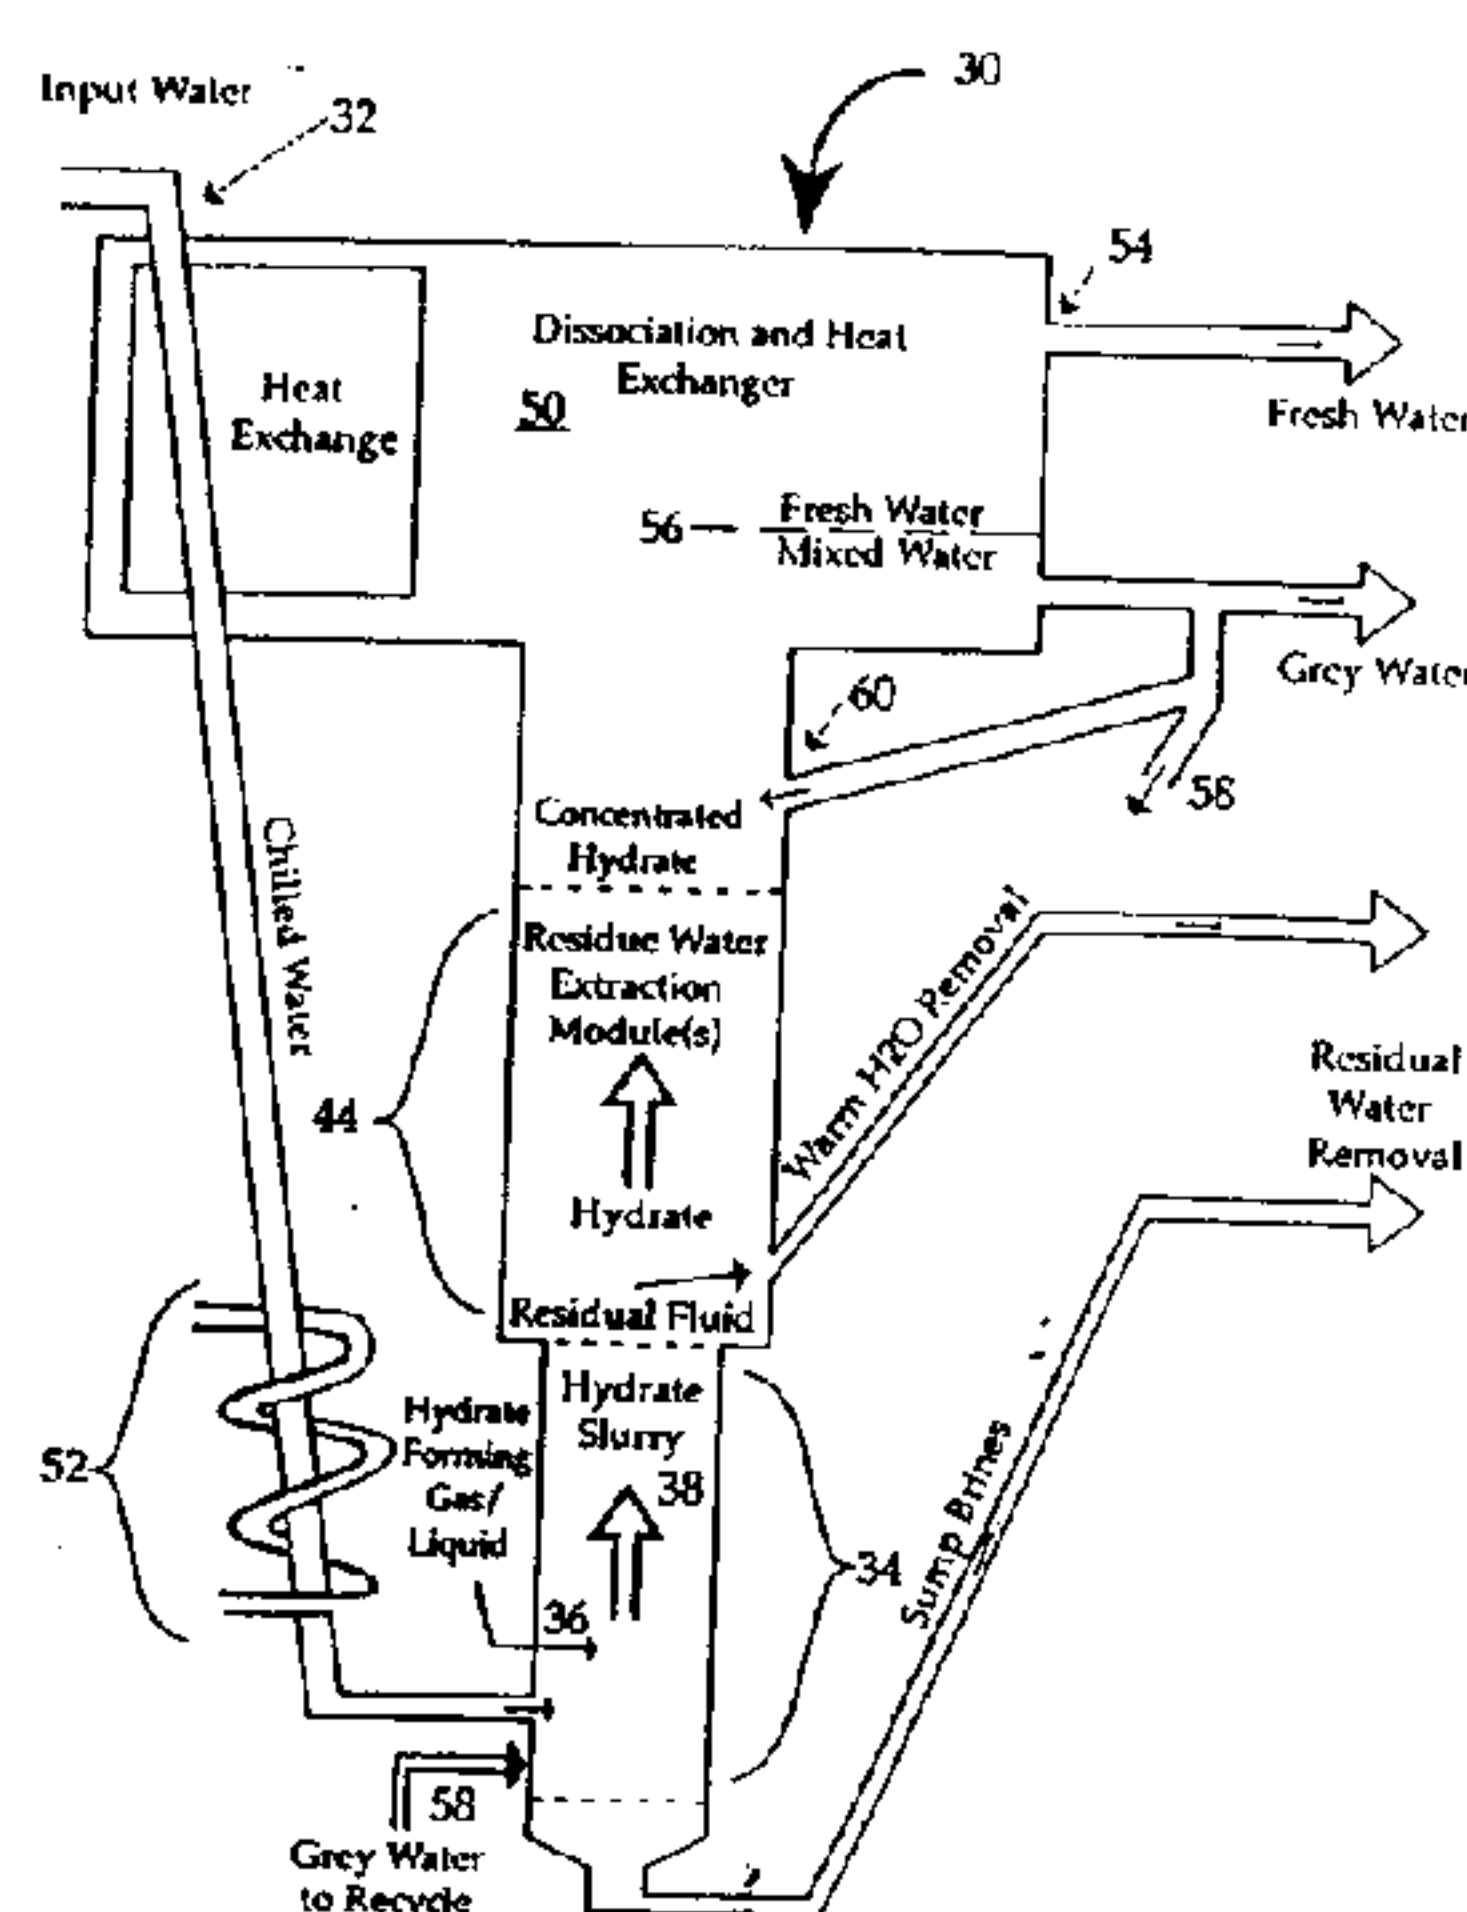 Input Water
32
30
54
Dissociation and Heat
Exchanger
50
Heat
Exchange
Fresh Water
56
Fresh Water
Mixed Water
Grey Water
60
58
Concentrated
Hydrate
Chilled Water
Residue Water
Extraction
Module(s)
44
Warm H2O Removal
Residual
Water
Removal
Hydrate
Residual Fluid
Hydrate
Slurry
38
Hydrate
Forming
Gas/
Liquid
52
36
34
Sump Brines
58
Grey Water
to Recycle